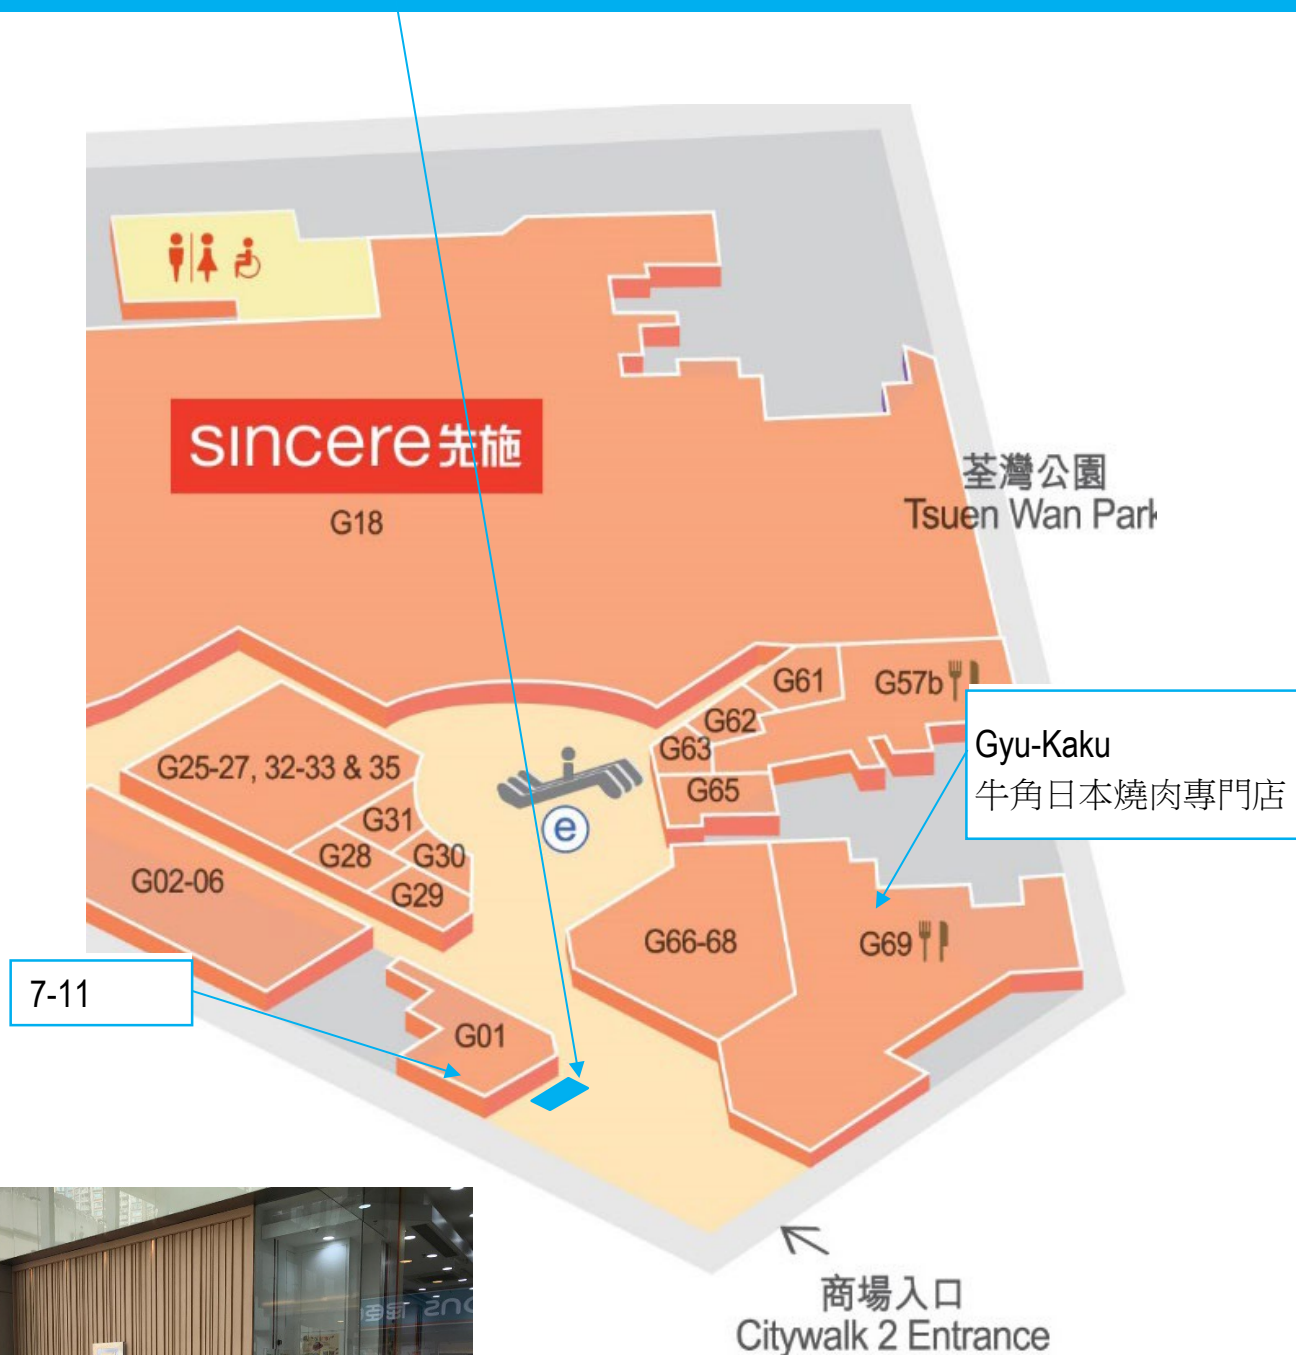 sincere先施
G18
荃灣公園
Tsuen Wan Park
G61
G57b
G62
G63
G65
Gyu-Kaku
牛角日本燒肉專門店
G25-27, 32-33 & 35
e
G31
G28
G30
G29
G02-06
G66-68
G69
7-11
G01
商場入口
Citywalk 2 Entrance